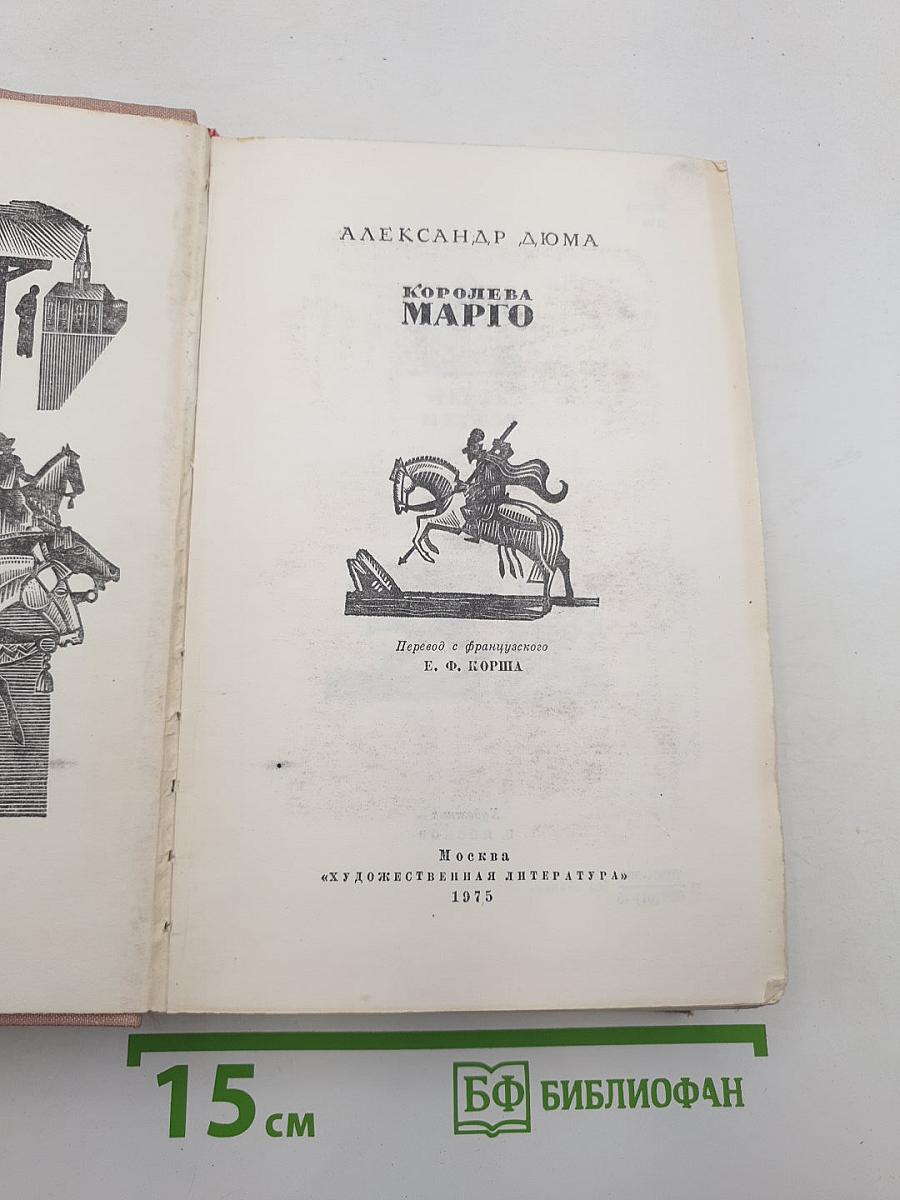 АЛЕКСАНДР ДЮМА
КОРОЛЕВА
МАРГО
Перевод с французского
Е. Ф. КОРША
Москва
«ХУДОЖЕСТВЕННАЯ ЛИТЕРАТУРА»
1975
15 см
БФ БИБЛИОФАН